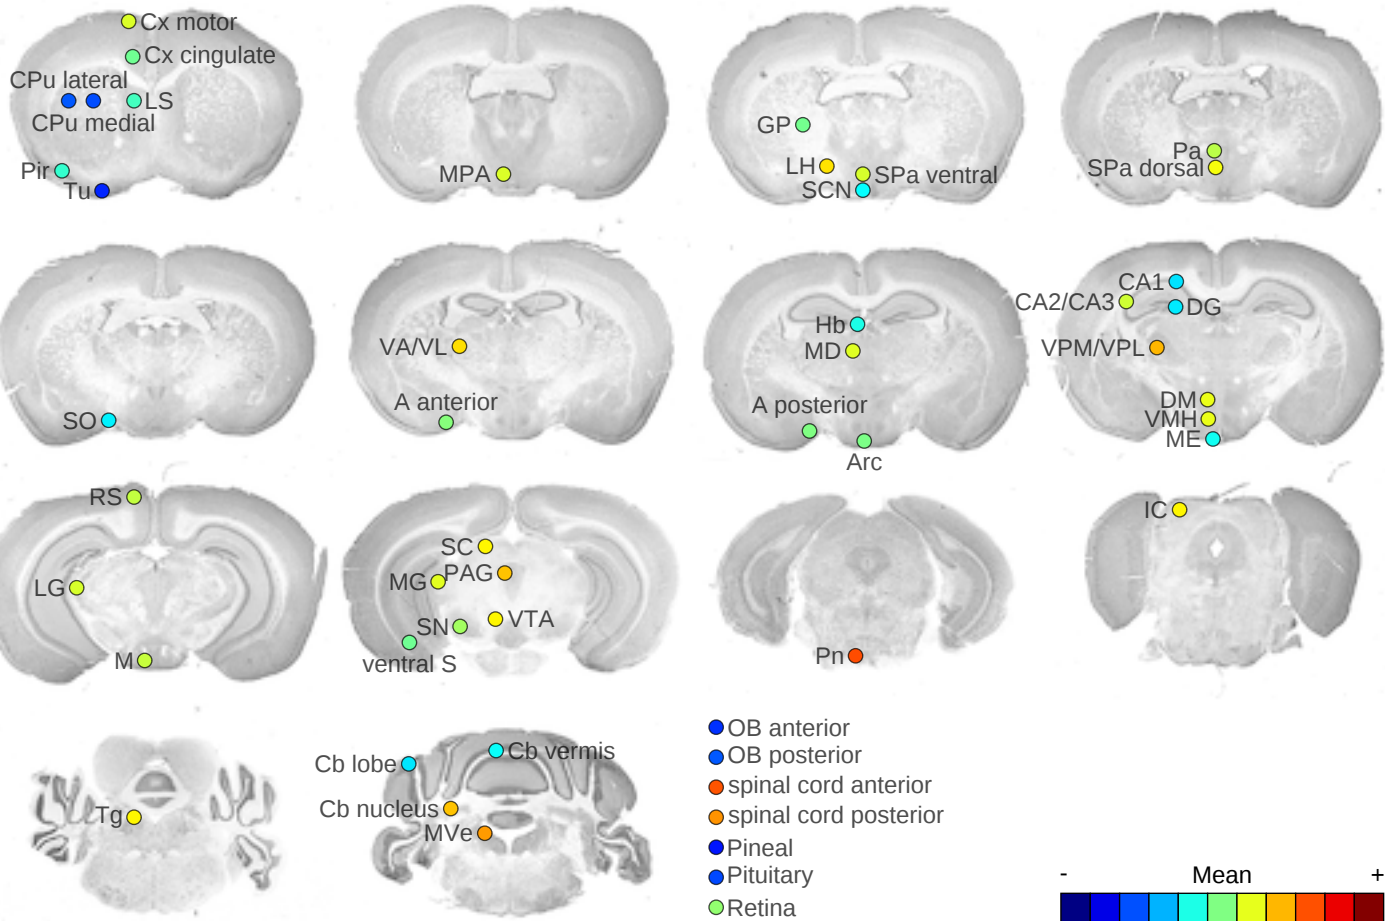 Cx motor
Cx cingulate
CPu lateral
LS
CPu medial
Pir
Tu
MPA
GP
LH
SPa ventral
SCN
Pa
SPa dorsal
SO
VA/VL
A anterior
Hb
MD
A posterior
Arc
CA1
CA2/CA3
DG
VPM/VPL
DM
VMH
ME
RS
LG
M
SC
PAG
MG
VTA
SN
ventral S
Pn
IC
Tg
Cb lobe
Cb vermis
Cb nucleus
MVe
OB anterior
OB posterior
spinal cord anterior
spinal cord posterior
Pineal
Pituitary
Retina
- Mean +